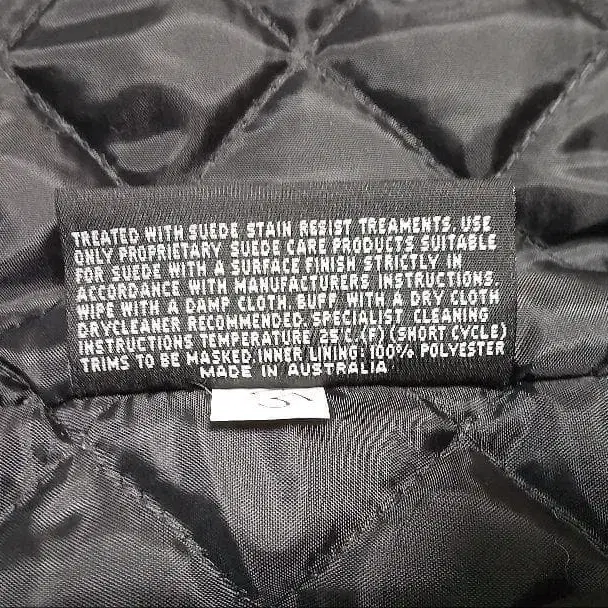 TREATED WITH SUEDE STAIN RESIST TREAMENTS. USE
ONLY PROPRIETARY SUEDE CARE PRODUCTS SUITABLE
FOR SUEDE WITH A SURFACE FINISH STRICTLY IN
ACCORDANCE WITH MANUFACTURERS INSTRUCTIONS.
WIPE WITH A DAMP CLOTH. BUFF WITH A DRY CLOTH
DRYCLEANER RECOMMENDED. SPECIALIST CLEANING
INSTRUCTIONS TEMPERATURE 25 C.(F) (SHORT CYCLE)
TRIMS TO BE MASKED. INNER LINING: 100% POLYESTER
MADE IN AUSTRALIA